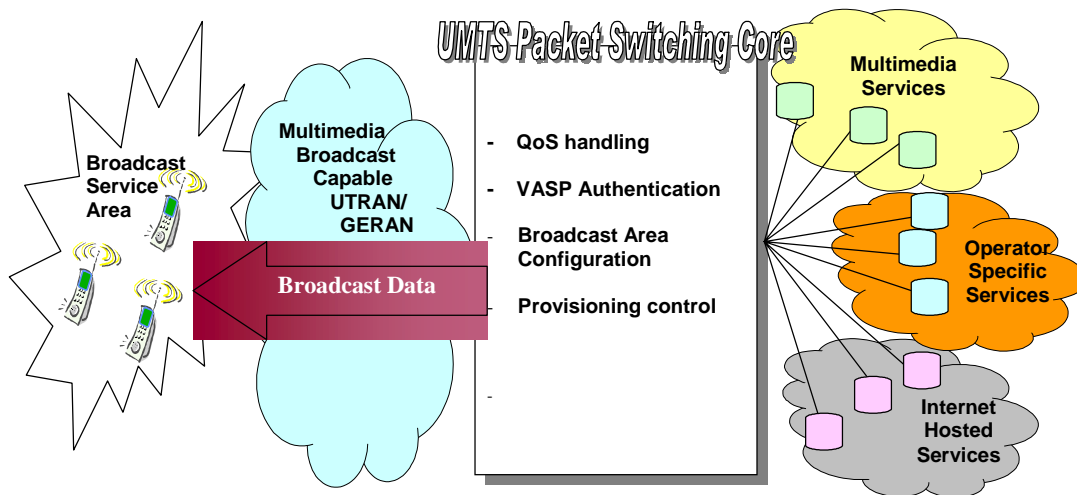 UMTS Packet Switching Core
Broadcast
Service
Area
Multimedia
Broadcast
Capable
UTRAN/
GERAN
Broadcast Data
- QoS handling
- VASP Authentication
- Broadcast Area
Configuration
- Provisioning control
-
Multimedia
Services
Operator
Specific
Services
Internet
Hosted
Services